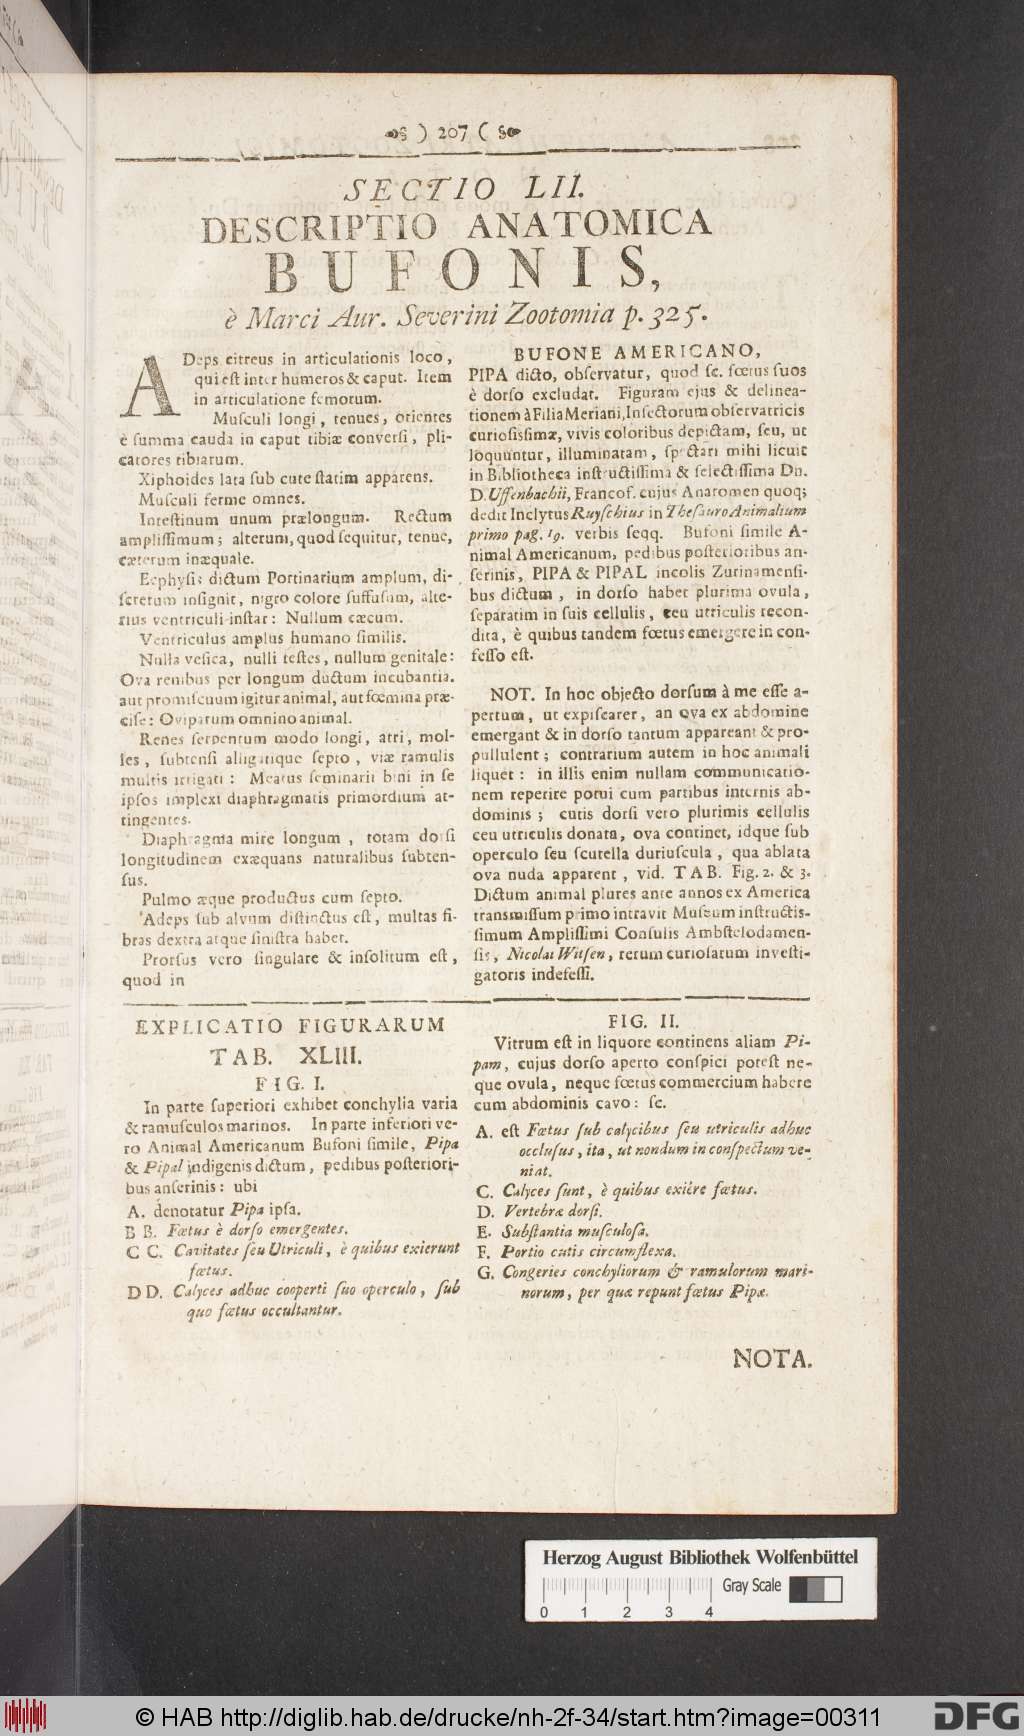 ) 207 (
SECTIO LII.
DESCRIPTIO ANATOMICA
BUFONIS,
è Marci Aur. Severini Zootomia p. 325.
ADeps citreus in articulationis loco,
qui est inter humeros & caput. Item
in articulatione femorum.
Musculi longi, tenues, orientes
è summa cauda in caput tibiæ conversi, pli-
catores tibiarum.
Xiphoides lata sub cute statim apparens.
Musculi ferme omnes.
Intestinum unum prælongum. Rectum
amplissimum; alterum, quod sequitur, tenue,
cæterum inæquale.
Ecphysis dictum Portinarium amplum, di-
scretum insignit, nigro colore suffusum, alte-
rius ventriculi instar: Nullum cæcum.
Ventriculus amplus humano similis.
Nulla vesica, nulli testes, nullum genitale:
Ova renibus per longum ductum incubantia.
aut promiscuum igitur animal, aut fœmina præ-
cise: Oviparum omnino animal.
Renes serpentum modo longi, atri, mol-
les, subtensi alligatique septo, viæ ramulis
multis irrigati: Meatus seminarii bini in se
ipsos implexi diaphragmatis primordium at-
tingentes.
Diaphragma mire longum, totam dorsi
longitudinem exæquans naturalibus subten-
sus.
Pulmo æque productus cum septo.
Adeps sub alvum distinctus est, multas fi-
bras dextra atque sinistra habet.
Prorsus vero singulare & insolitum est,
quod in
BUFONE AMERICANO,
PIPA dicto, observatur, quod sc. fœtus suos
è dorso excludat. Figuram ejus & delinea-
tionem à Filia Meriani, Insectorum observatricis
curiosissimæ, vivis coloribus depictam, seu, ut
loquuntur, illuminatam, spectari mihi licuit
in Bibliotheca instructissima & selectissima Dn.
D. Uffenbachii, Francof. cujus Anatomen quoq;
dedit Inclytus Ruyschius in Thesauro Animalium
primo pag. 19. verbis seqq. Bufoni simile A-
nimal Americanum, pedibus posterioribus an-
serinis, PIPA & PIPAL incolis Zurinamensi-
bus dictum, in dorso habet plurima ovula,
separatim in suis cellulis, ceu utriculis recon-
dita, è quibus tandem fœtus emergere in con-
fesso est.
NOT. In hoc objecto dorsum à me esse a-
pertum, ut expiscarer, an ova ex abdomine
emergant & in dorso tantum appareant & pro-
pullulent; contrarium autem in hoc animali
liquet: in illis enim nullam communicatio-
nem reperire potui cum partibus internis ab-
dominis; cutis dorsi vero plurimis cellulis
ceu utriculis donata, ova continet, idque sub
operculo seu scutella duriuscula, qua ablata
ova nuda apparent, vid. TAB. Fig. 2. & 3.
Dictum animal plures ante annos ex America
transmissum primo intravit Musæum instructis-
simum Amplissimi Consulis Ambstelodamen-
sis, Nicolai Witsen, rerum curiosarum investi-
gatoris indefessi.
EXPLICATIO FIGURARUM
TAB. XLIII.
FIG. I.
In parte superiori exhibet conchylia varia
& ramusculos marinos. In parte inferiori ve-
ro Animal Americanum Bufoni simile, Pipa
& Pipal indigenis dictum, pedibus posteriori-
bus anserinis: ubi
A. denotatur Pipa ipsa.
B B. Fœtus è dorso emergentes.
C C. Cavitates seu Utriculi, è quibus exierunt
fœtus.
D D. Calyces adhuc cooperti suo operculo, sub
quo fœtus occultantur.
FIG. II.
Vitrum est in liquore continens aliam Pi-
pam, cujus dorso aperto conspici potest ne-
que ovula, neque fœtus commercium habere
cum abdominis cavo: sc.
A. est Fœtus sub calycibus seu utriculis adhuc
occlusus, ita, ut nondum in conspectum ve-
niat.
C. Calyces sunt, è quibus exiêre fœtus.
D. Vertebræ dorsi.
E. Substantia musculosa.
F. Portio cutis circumflexa.
G. Congeries conchyliorum & ramulorum mari-
norum, per quæ repunt fœtus Pipæ.
NOTA.
Herzog August Bibliothek Wolfenbüttel
Gray Scale
0 1 2 3 4
© HAB http://diglib.hab.de/drucke/nh-2f-34/start.htm?image=00311
DFG